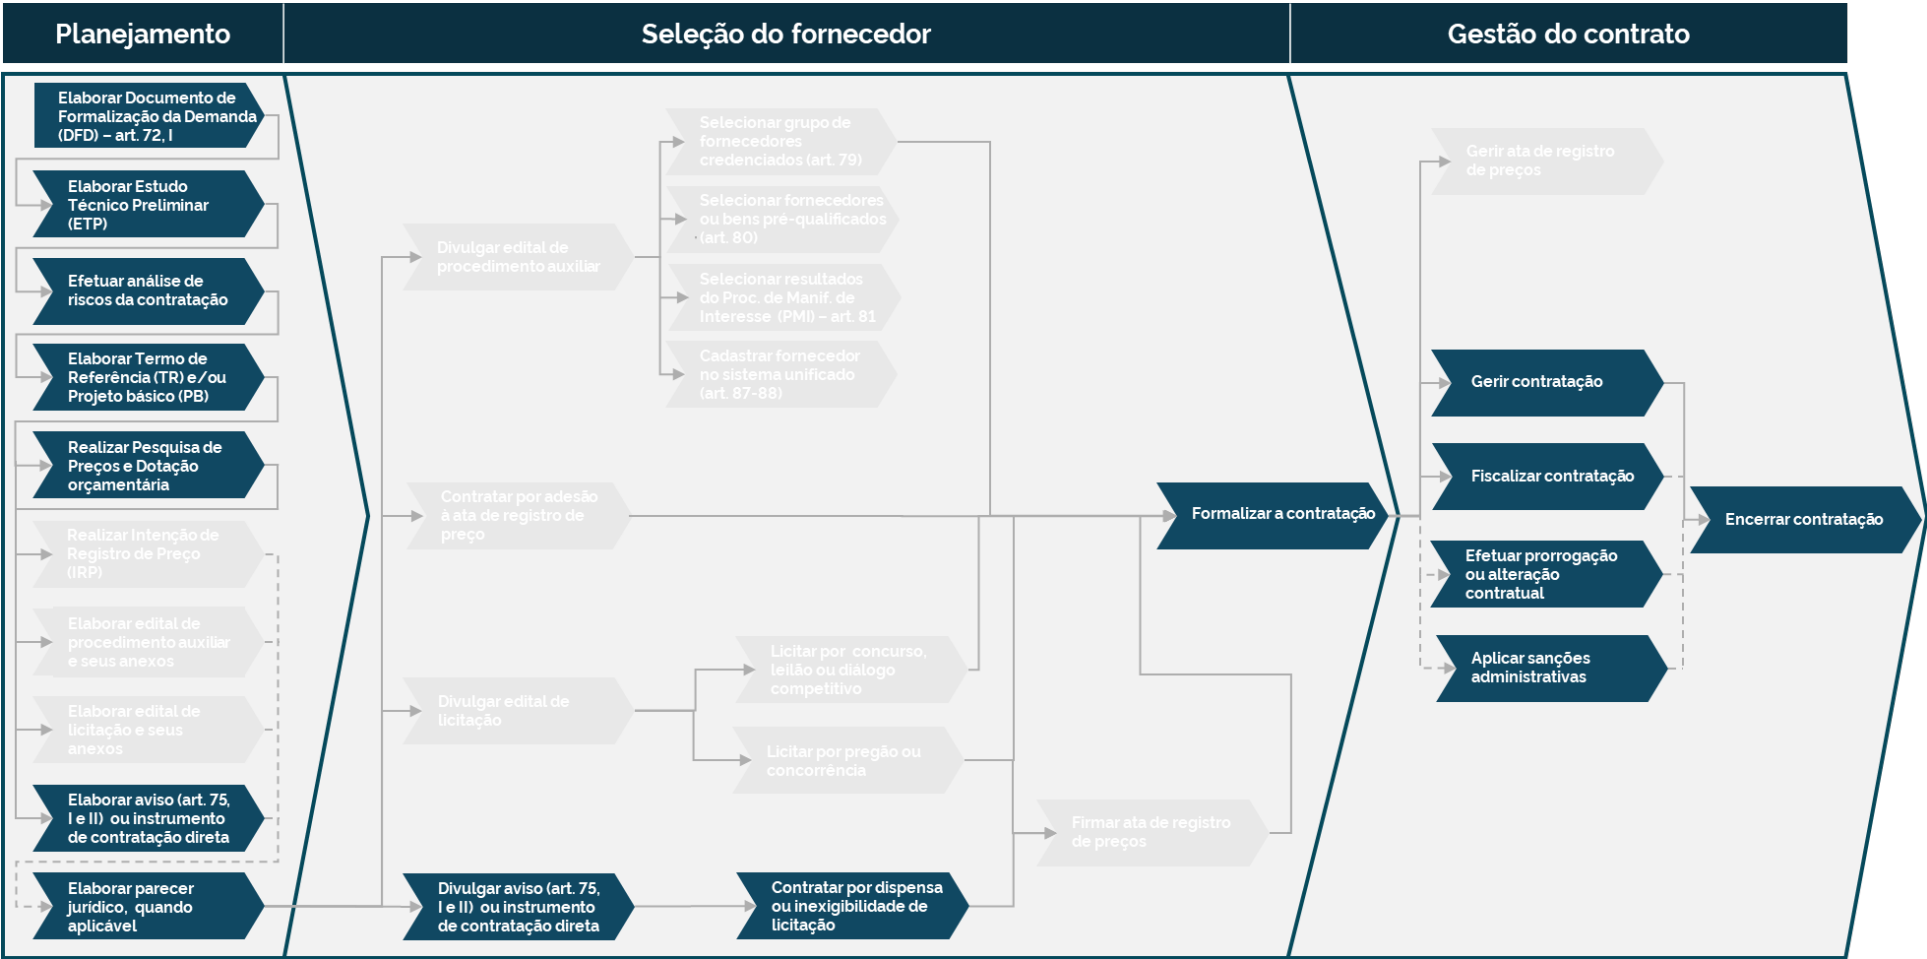 Planejamento
Seleção do fornecedor
Gestão do contrato
Elaborar Documento de
Formalização da Demanda
(DFD) – art. 72, I
Elaborar Estudo
Técnico Preliminar
(ETP)
Efetuar análise de
riscos da contratação
Elaborar Termo de
Referência (TR) e/ou
Projeto básico (PB)
Realizar Pesquisa de
Preços e Dotação
orçamentária
Realizar Intenção de
Registro de Preço
(IRP)
Elaborar edital de
procedimento auxiliar
e seus anexos
Elaborar edital de
licitação e seus
anexos
Elaborar aviso (art. 75,
I e II) ou instrumento
de contratação direta
Elaborar parecer
jurídico, quando
aplicável
Divulgar edital de
procedimento auxiliar
Selecionar grupo de
fornecedores
credenciados (art. 79)
Selecionar fornecedores
ou bens pré-qualificados
(art. 80)
Selecionar resultados
do Proc. de Manif. de
Interesse (PMI) – art. 81
Cadastrar fornecedor
no sistema unificado
(art. 87-88)
Contratar por adesão
à ata de registro de
preço
Divulgar edital de
licitação
Licitar por concurso,
leilão ou diálogo
competitivo
Licitar por pregão ou
concorrência
Firmar ata de registro
de preços
Divulgar aviso (art. 75,
I e II) ou instrumento
de contratação direta
Contratar por dispensa
ou inexigibilidade de
licitação
Formalizar a contratação
Gerir ata de registro
de preços
Gerir contratação
Fiscalizar contratação
Efetuar prorrogação
ou alteração
contratual
Aplicar sanções
administrativas
Encerrar contratação